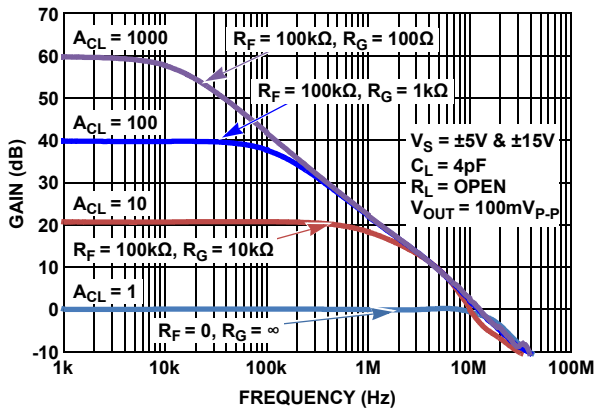 70
60
50
40
30
20
10
0
-10
GAIN (dB)
A_CL = 1000
R_F = 100kΩ, R_G = 100Ω
R_F = 100kΩ, R_G = 1kΩ
A_CL = 100
V_S = ±5V & ±15V
C_L = 4pF
R_L = OPEN
V_OUT = 100mV_P-P
A_CL = 10
R_F = 100kΩ, R_G = 10kΩ
A_CL = 1
R_F = 0, R_G = ∞
1k 10k 100k 1M 10M 100M
FREQUENCY (Hz)